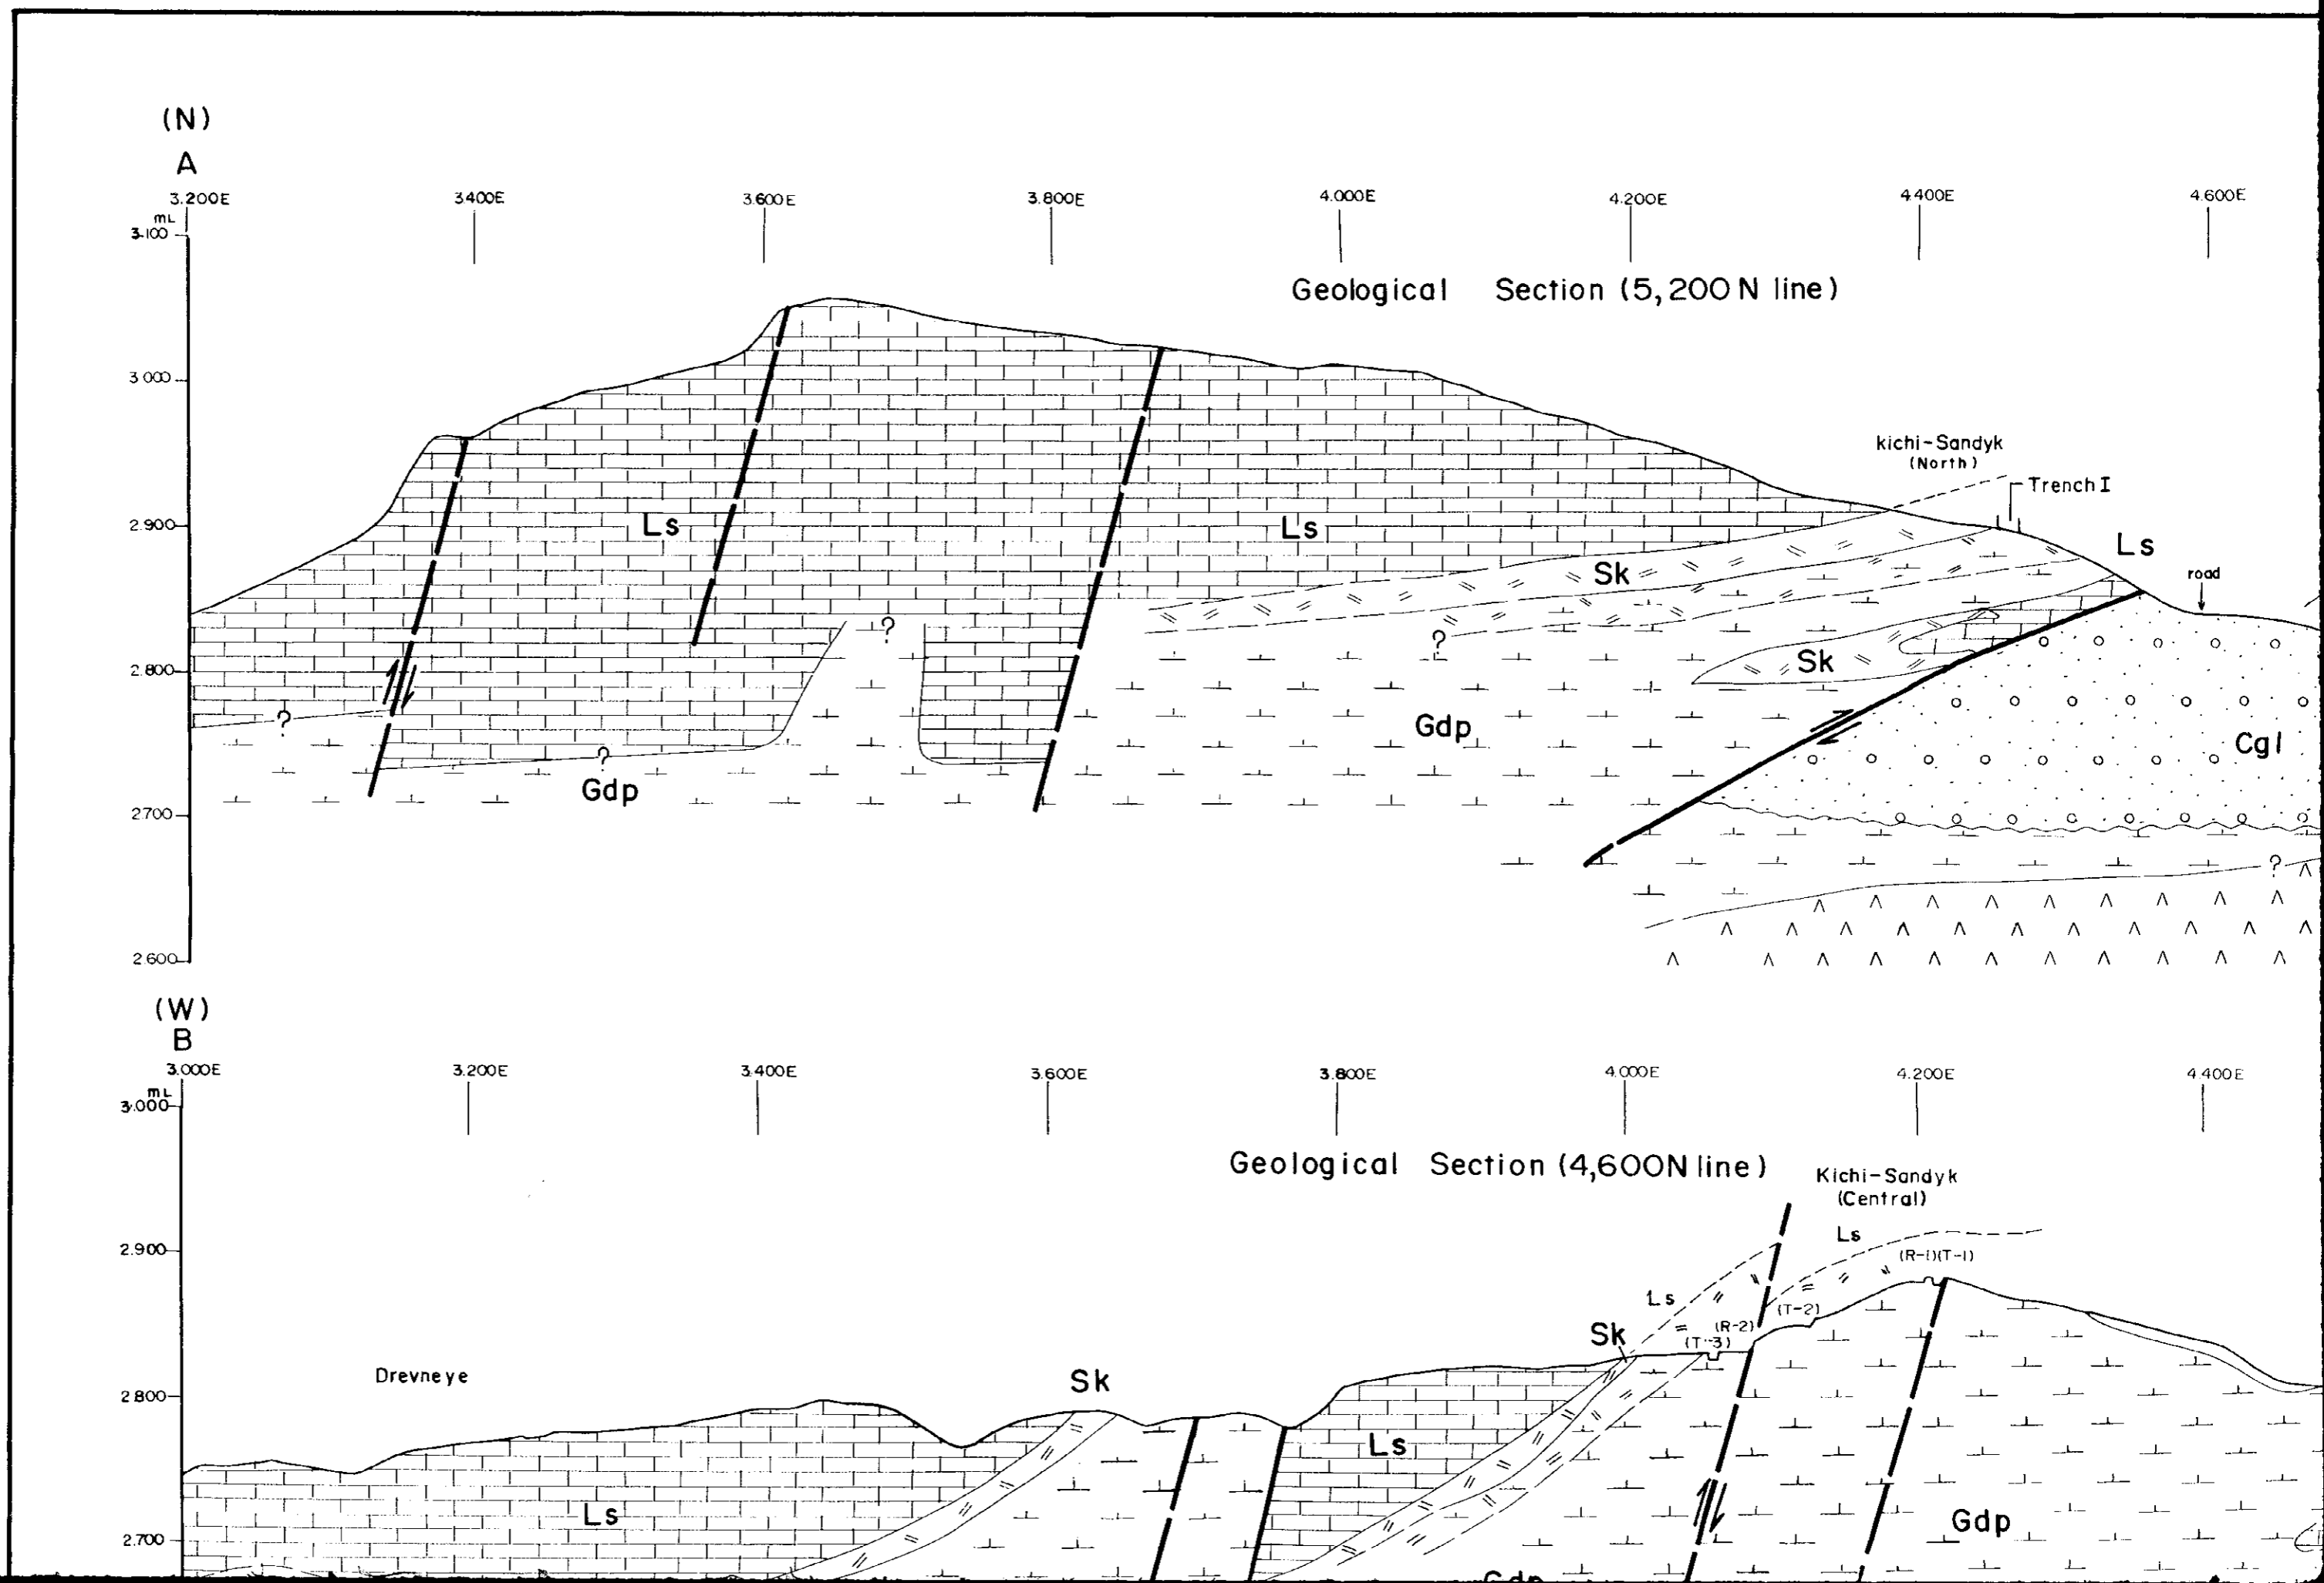 (N)
A
3.200E 3.400E 3.600E 3.800E 4.000E 4.200E 4.400E 4.600E
mL
3.100
Geological Section (5,200N line)
3.000
kichi-Sandyk
(North)
Trench I
2.900
Ls Ls Ls
Sk
road
?
?
2.800
Sk
?
Gdp
Cgl
?
Gdp
2.700
?
2.600
(W)
B
3.000E 3.200E 3.400E 3.600E 3.800E 4.000E 4.200E 4.400E
mL
3.000
Geological Section (4,600N line)
Kichi-Sandyk
(Central)
Ls
2.900
(R-1)(T-1)
Ls
(T-2)
Sk
(R-2)
(T-3)
Drevneye
Sk
2.800
Ls
Ls
Gdp
2.700
Gdp